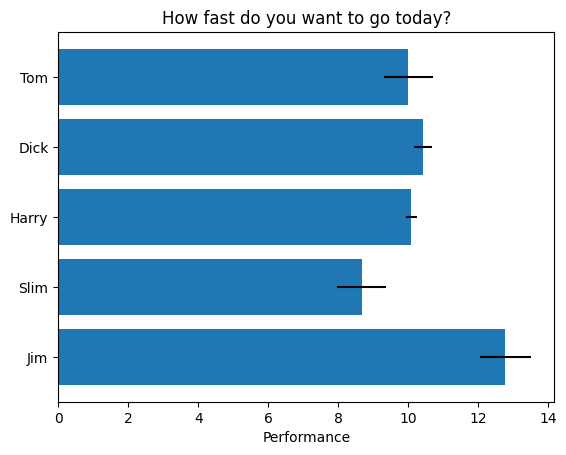 How fast do you want to go today?
Tom
Dick
Harry
Slim
Jim
0 2 4 6 8 10 12 14
Performance